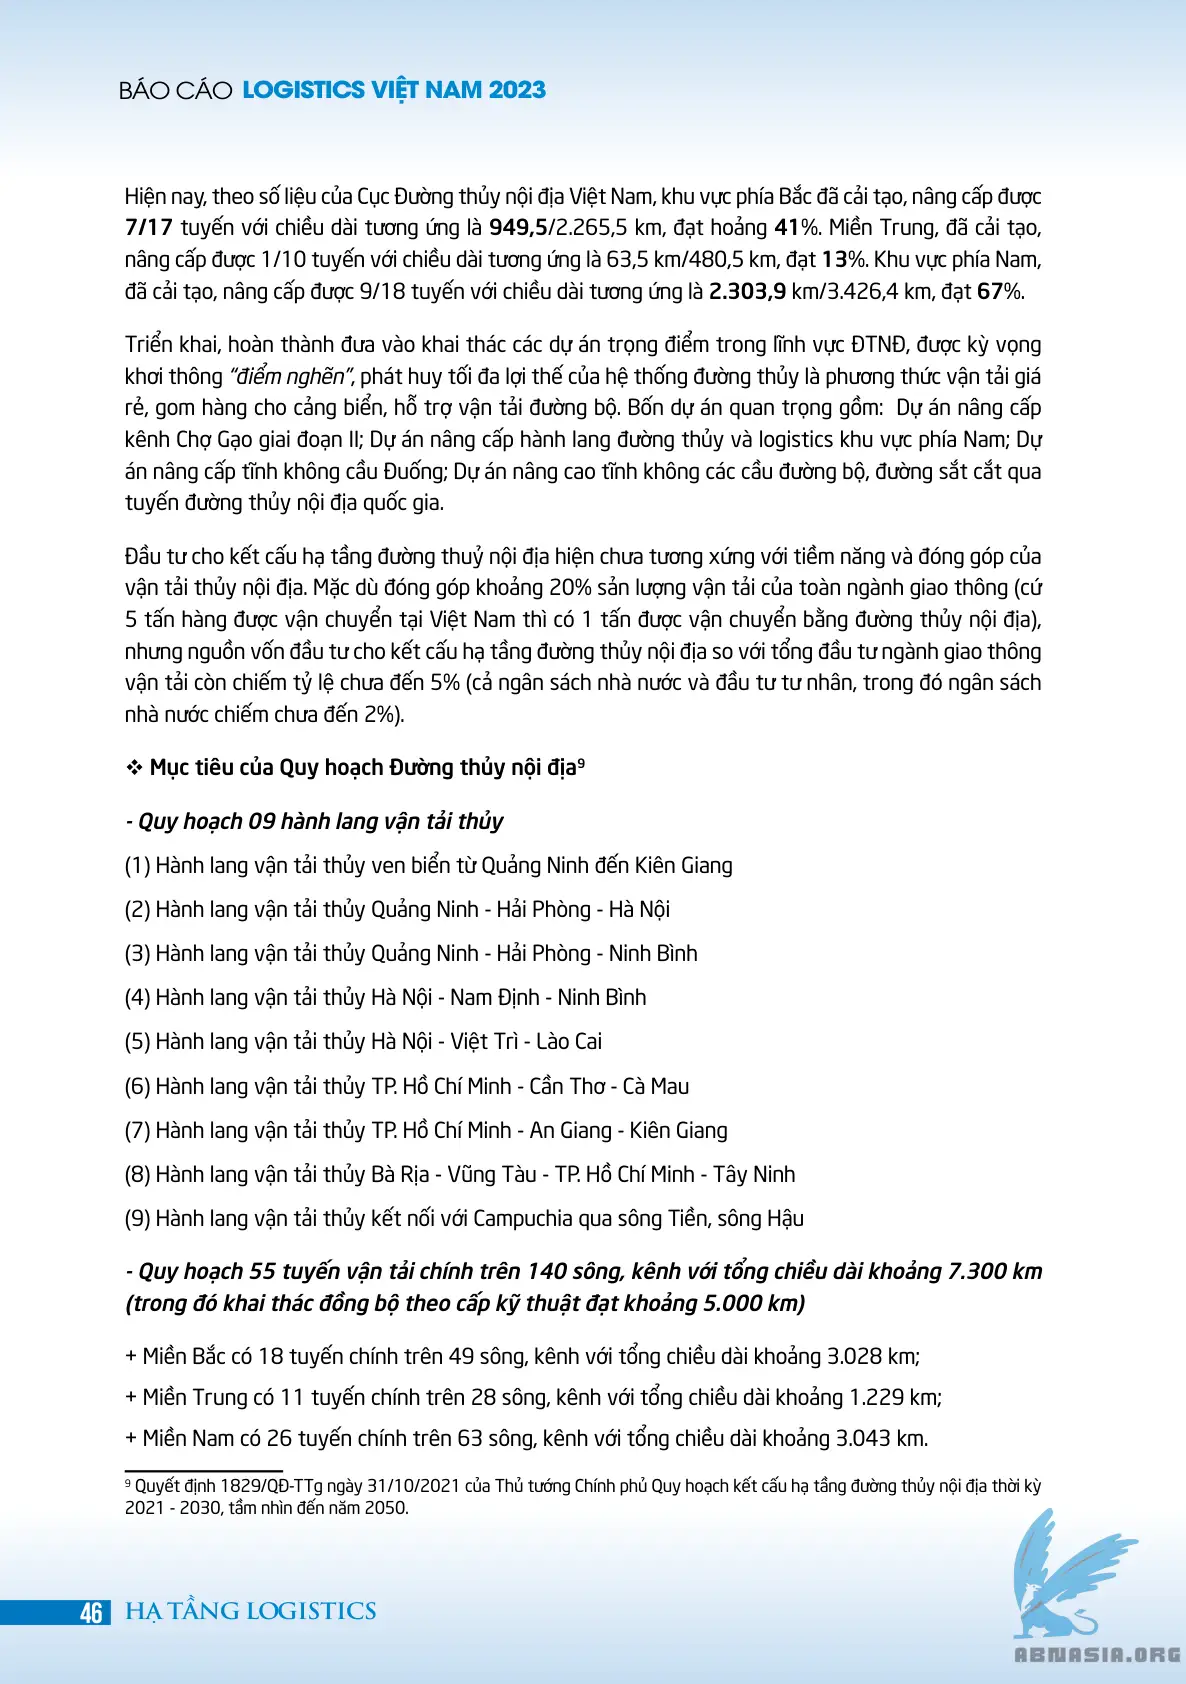 BÁO CÁO LOGISTICS VIỆT NAM 2023
Hiện nay, theo số liệu của Cục Đường thủy nội địa Việt Nam, khu vực phía Bắc đã cải tạo, nâng cấp được
7/17 tuyến với chiều dài tương ứng là 949,5/2.265,5 km, đạt hoảng 41%. Miền Trung, đã cải tạo,
nâng cấp được 1/10 tuyến với chiều dài tương ứng là 63,5 km/480,5 km, đạt 13%. Khu vực phía Nam,
đã cải tạo, nâng cấp được 9/18 tuyến với chiều dài tương ứng là 2.303,9 km/3.426,4 km, đạt 67%.
Triển khai, hoàn thành đưa vào khai thác các dự án trọng điểm trong lĩnh vực ĐTNĐ, được kỳ vọng
khơi thông “điểm nghẽn”, phát huy tối đa lợi thế của hệ thống đường thủy là phương thức vận tải giá
rẻ, gom hàng cho cảng biển, hỗ trợ vận tải đường bộ. Bốn dự án quan trọng gồm: Dự án nâng cấp
kênh Chợ Gạo giai đoạn II; Dự án nâng cấp hành lang đường thủy và logistics khu vực phía Nam; Dự
án nâng cấp tĩnh không cầu Đuống; Dự án nâng cao tĩnh không các cầu đường bộ, đường sắt cắt qua
tuyến đường thủy nội địa quốc gia.
Đầu tư cho kết cấu hạ tầng đường thuỷ nội địa hiện chưa tương xứng với tiềm năng và đóng góp của
vận tải thủy nội địa. Mặc dù đóng góp khoảng 20% sản lượng vận tải của toàn ngành giao thông (cứ
5 tấn hàng được vận chuyển tại Việt Nam thì có 1 tấn được vận chuyển bằng đường thủy nội địa),
nhưng nguồn vốn đầu tư cho kết cấu hạ tầng đường thủy nội địa so với tổng đầu tư ngành giao thông
vận tải còn chiếm tỷ lệ chưa đến 5% (cả ngân sách nhà nước và đầu tư tư nhân, trong đó ngân sách
nhà nước chiếm chưa đến 2%).
❖ Mục tiêu của Quy hoạch Đường thủy nội địa⁹
- Quy hoạch 09 hành lang vận tải thủy
(1) Hành lang vận tải thủy ven biển từ Quảng Ninh đến Kiên Giang
(2) Hành lang vận tải thủy Quảng Ninh - Hải Phòng - Hà Nội
(3) Hành lang vận tải thủy Quảng Ninh - Hải Phòng - Ninh Bình
(4) Hành lang vận tải thủy Hà Nội - Nam Định - Ninh Bình
(5) Hành lang vận tải thủy Hà Nội - Việt Trì - Lào Cai
(6) Hành lang vận tải thủy TP. Hồ Chí Minh - Cần Thơ - Cà Mau
(7) Hành lang vận tải thủy TP. Hồ Chí Minh - An Giang - Kiên Giang
(8) Hành lang vận tải thủy Bà Rịa - Vũng Tàu - TP. Hồ Chí Minh - Tây Ninh
(9) Hành lang vận tải thủy kết nối với Campuchia qua sông Tiền, sông Hậu
- Quy hoạch 55 tuyến vận tải chính trên 140 sông, kênh với tổng chiều dài khoảng 7.300 km
(trong đó khai thác đồng bộ theo cấp kỹ thuật đạt khoảng 5.000 km)
+ Miền Bắc có 18 tuyến chính trên 49 sông, kênh với tổng chiều dài khoảng 3.028 km;
+ Miền Trung có 11 tuyến chính trên 28 sông, kênh với tổng chiều dài khoảng 1.229 km;
+ Miền Nam có 26 tuyến chính trên 63 sông, kênh với tổng chiều dài khoảng 3.043 km.
⁹ Quyết định 1829/QĐ-TTg ngày 31/10/2021 của Thủ tướng Chính phủ Quy hoạch kết cấu hạ tầng đường thủy nội địa thời kỳ
2021 - 2030, tầm nhìn đến năm 2050.
46 HẠ TẦNG LOGISTICS
ABMASIA.ORG